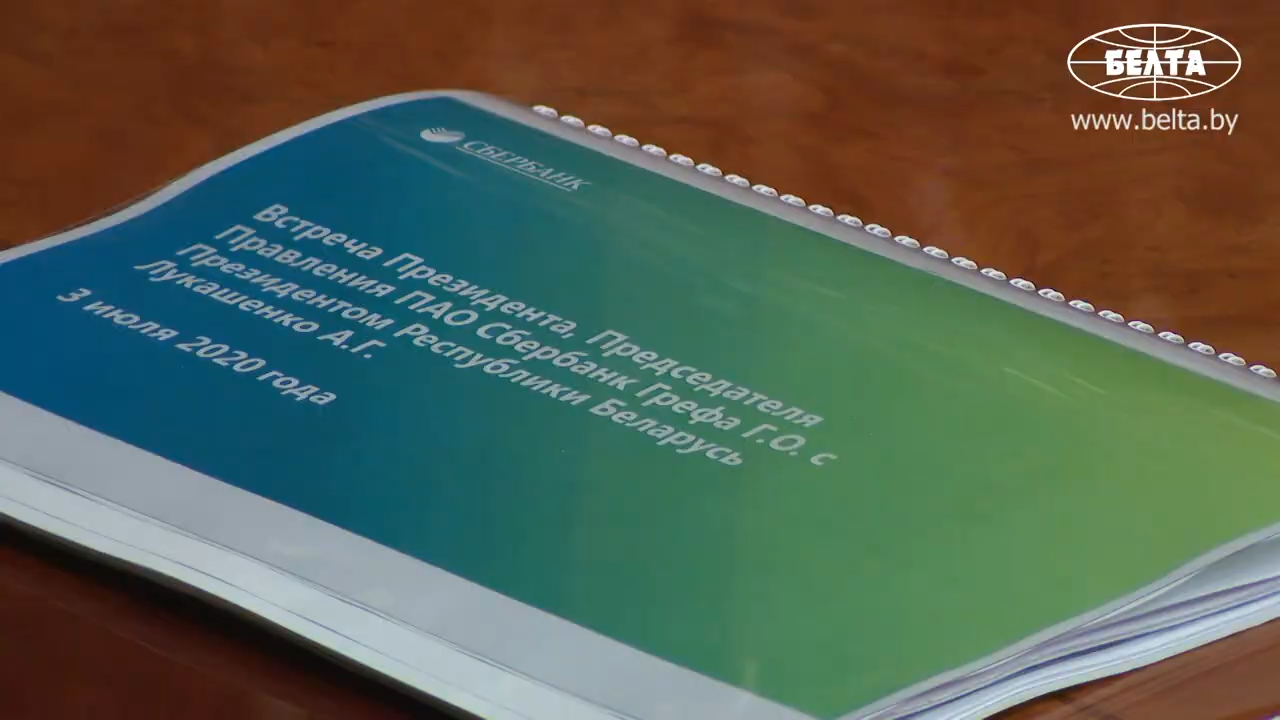 БЕЛТА
www.belta.by
СБЕРБАНК
Встреча Президента, Председателя
Правления ПАО Сбербанк Грефа Г.О. с
Президентом Республики Беларусь
Лукашенко А.Г.
3 июля 2020 года